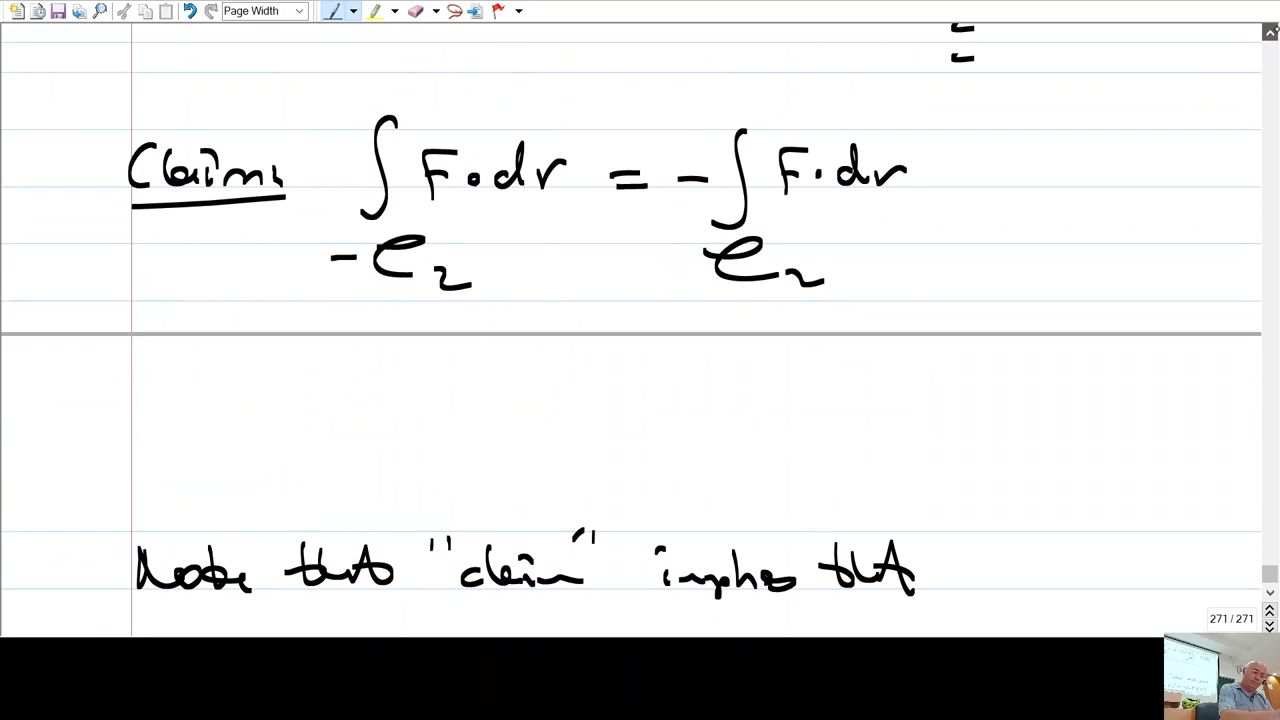 Page Width
Claim: ∫_{-C₂} F·dr = - ∫_{C₂} F·dr
Note that "claim" implies that
271 / 271